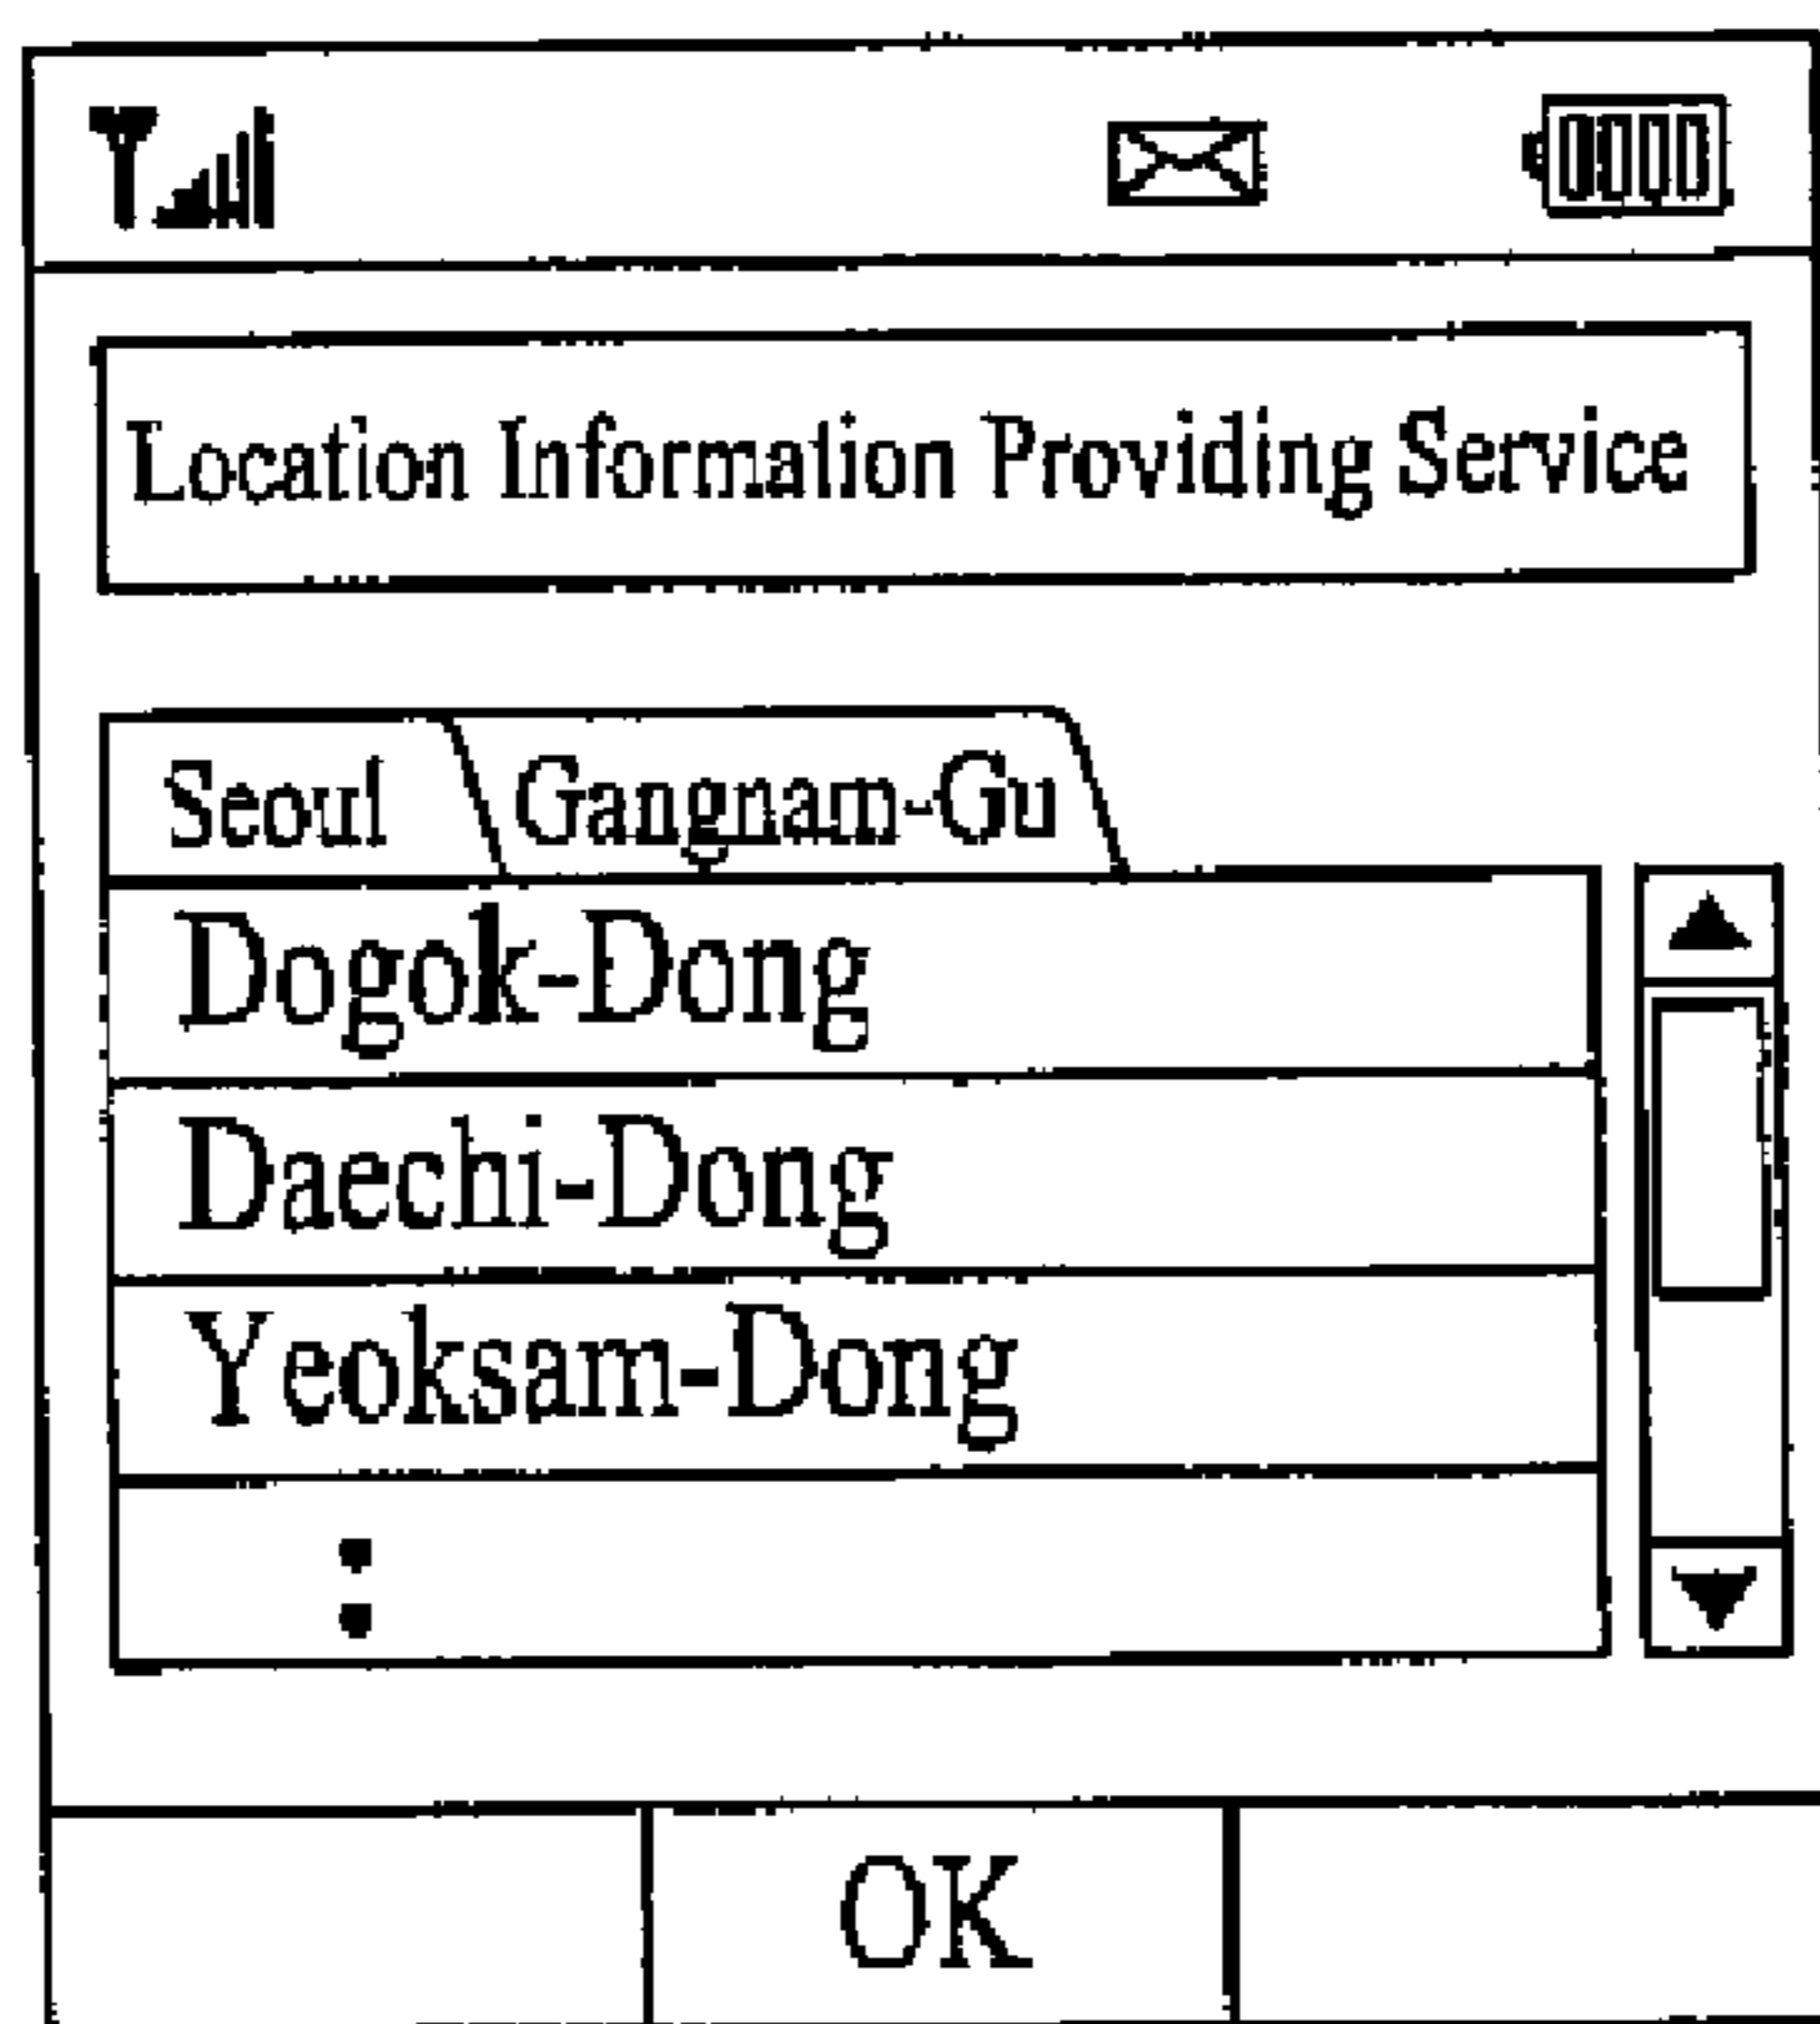 Location Information Providing Service
Seoul Gangnam-Gu
Dogok-Dong
Daechi-Dong
Yeoksam-Dong
:
OK